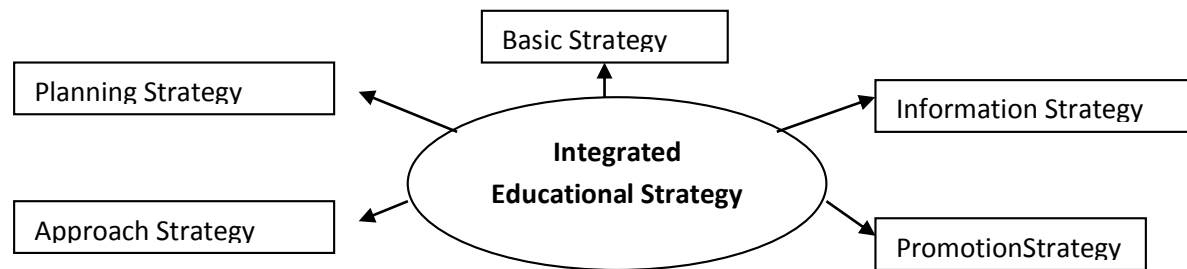 Basic Strategy
Planning Strategy
Information Strategy
Integrated
Educational Strategy
Approach Strategy
PromotionStrategy